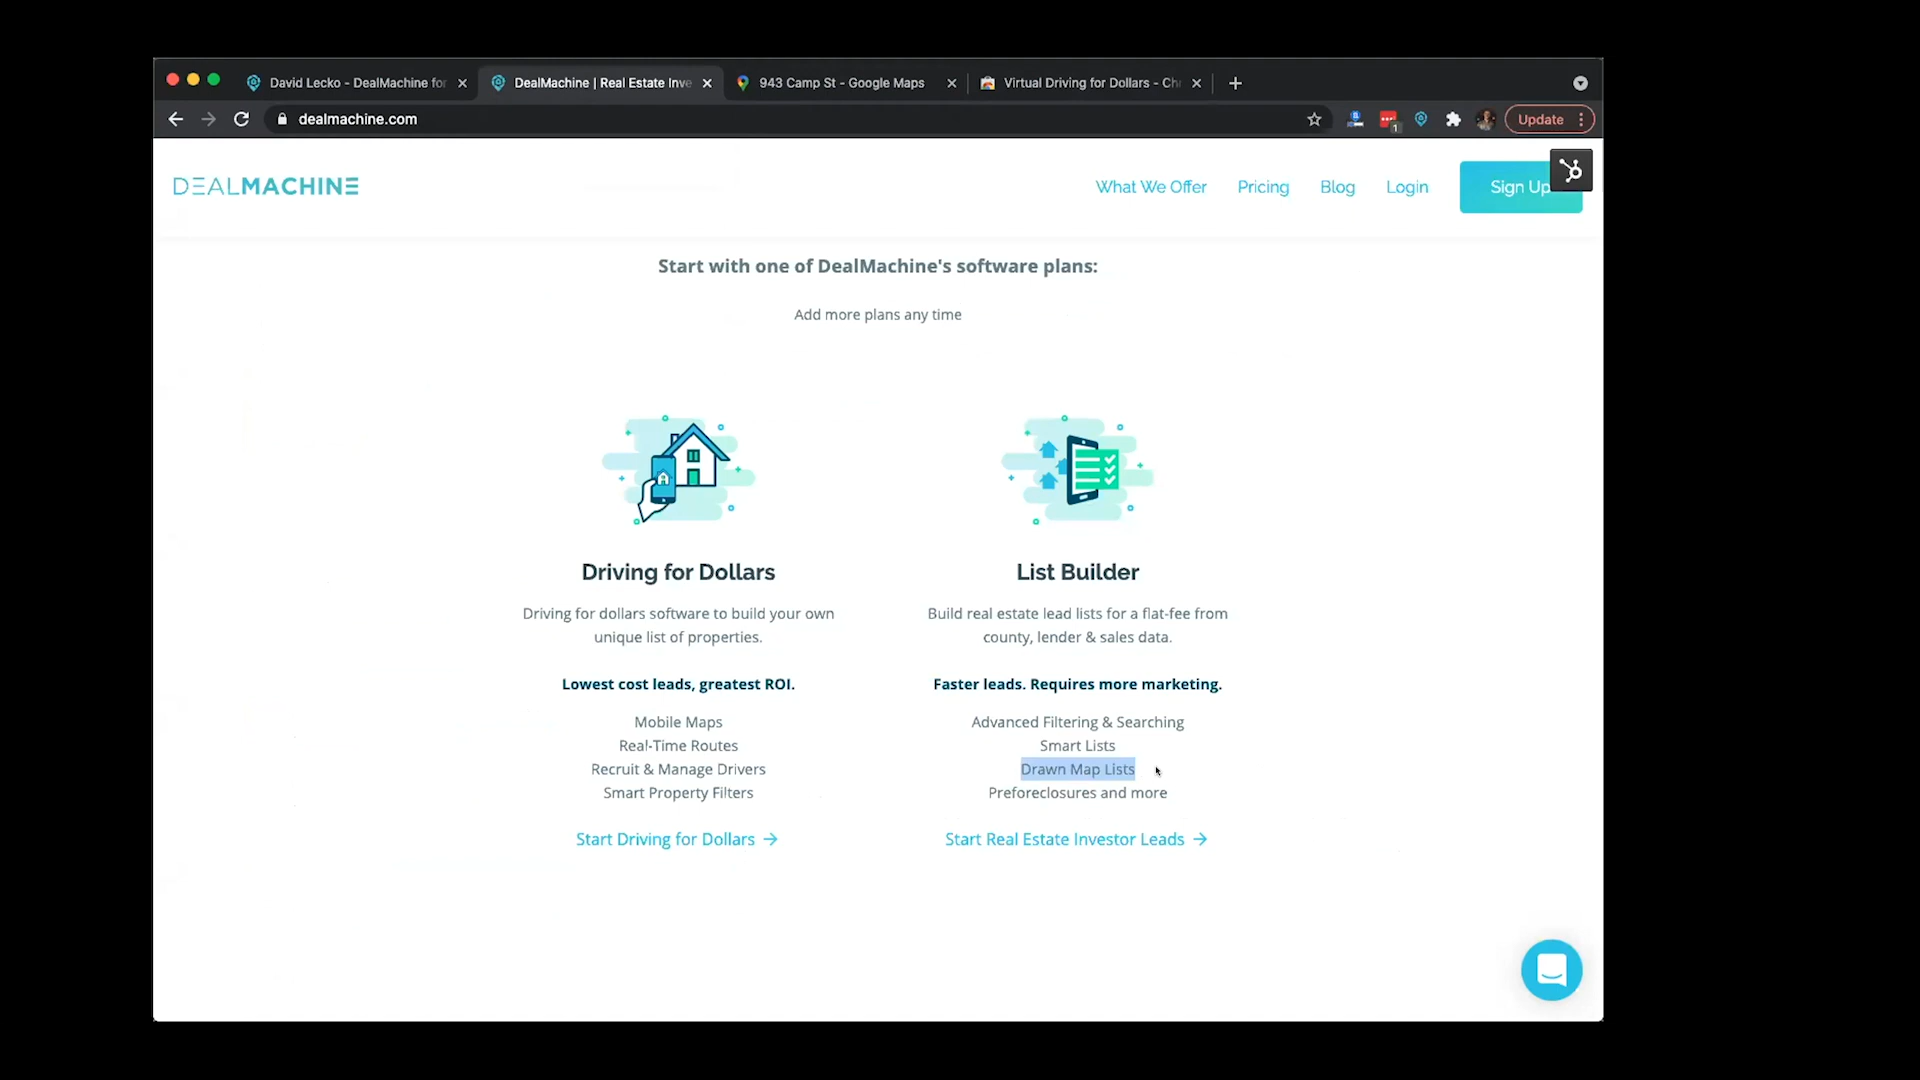 David Lecko - DealMachine for
DealMachine | Real Estate Inve
943 Camp St - Google Maps
Virtual Driving for Dollars - Ch
dealmachine.com
1
Update
DEALMACHINE
What We Offer
Pricing
Blog
Login
Sign Up
Start with one of DealMachine's software plans:
Add more plans any time
Driving for Dollars
Driving for dollars software to build your own
unique list of properties.
Lowest cost leads, greatest ROI.
Mobile Maps
Real-Time Routes
Recruit & Manage Drivers
Smart Property Filters
Start Driving for Dollars →
List Builder
Build real estate lead lists for a flat-fee from
county, lender & sales data.
Faster leads. Requires more marketing.
Advanced Filtering & Searching
Smart Lists
Drawn Map Lists
Preforeclosures and more
Start Real Estate Investor Leads →